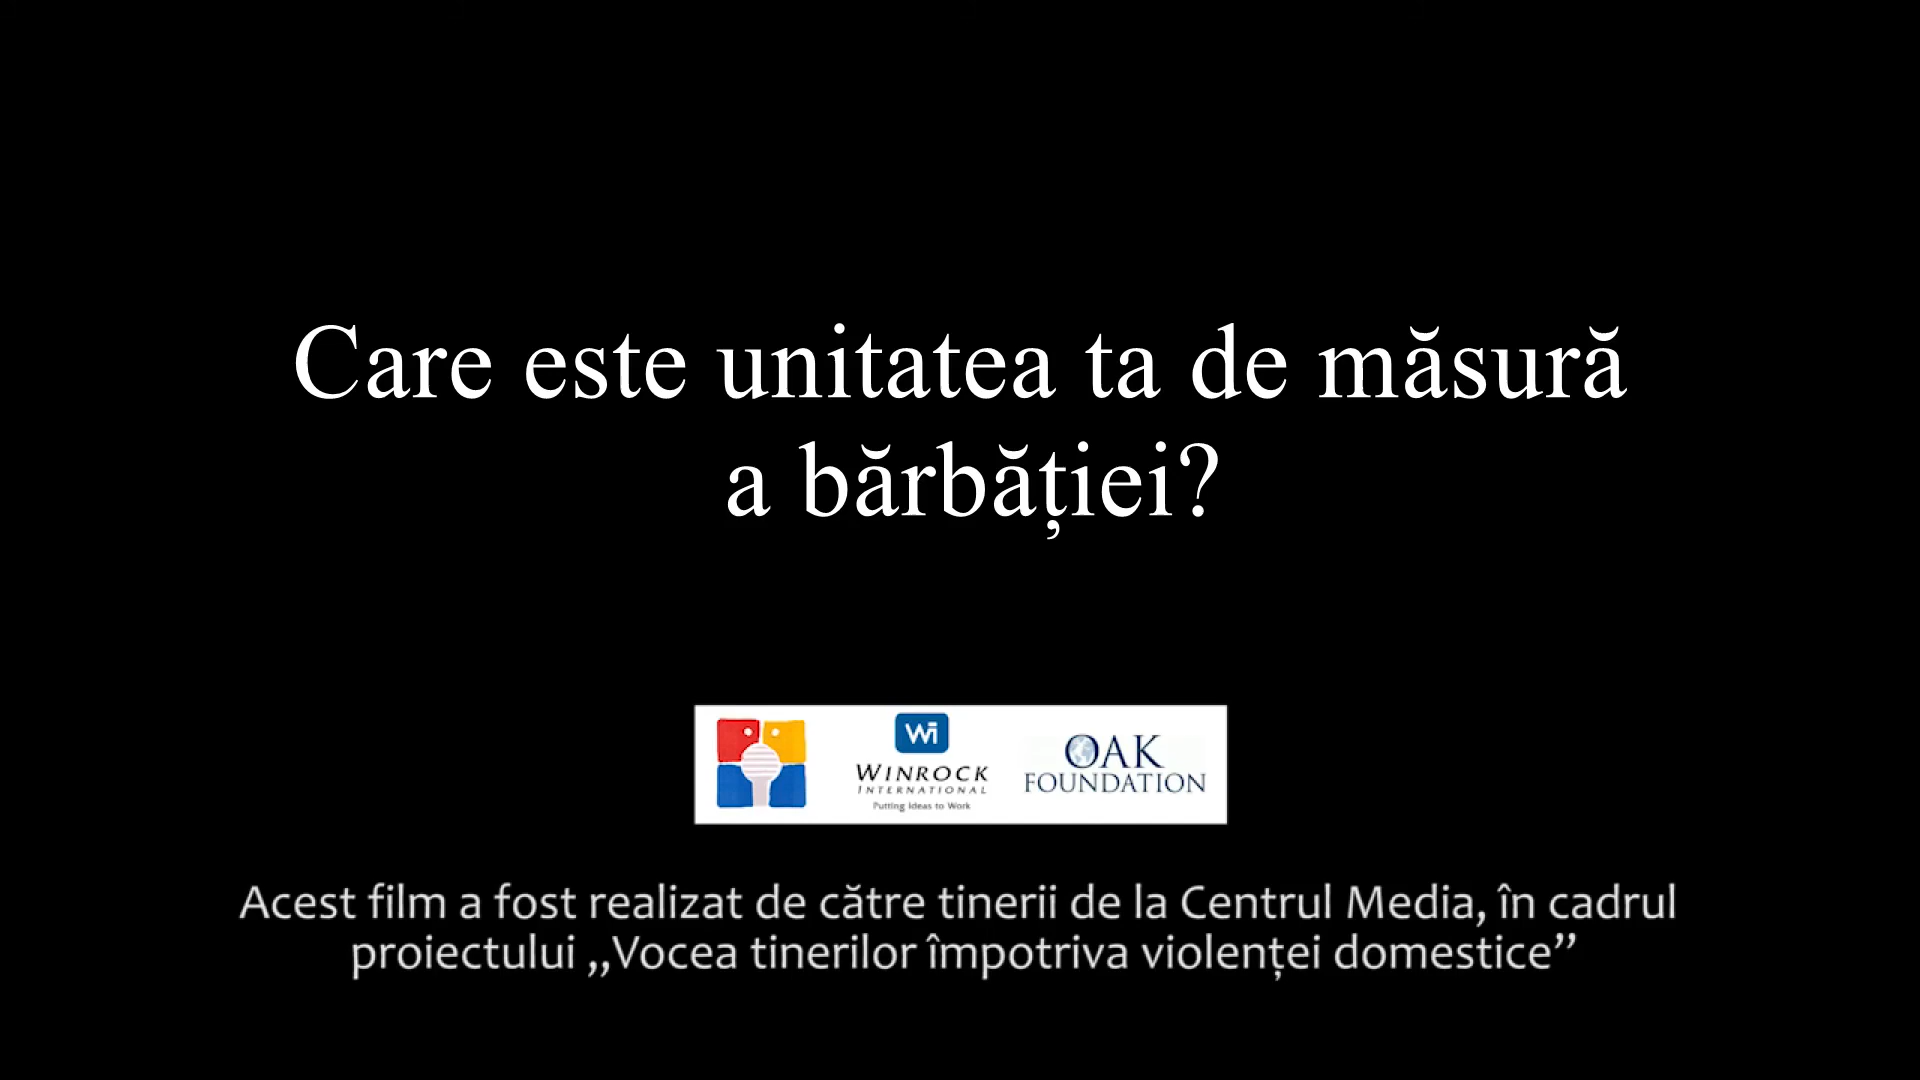 Care este unitatea ta de măsură
a bărbăției?
Wi
WINROCK
INTERNATIONAL
Putting Ideas to Work
OAK
FOUNDATION
Acest film a fost realizat de către tinerii de la Centrul Media, în cadrul
proiectului „Vocea tinerilor împotriva violenței domestice”